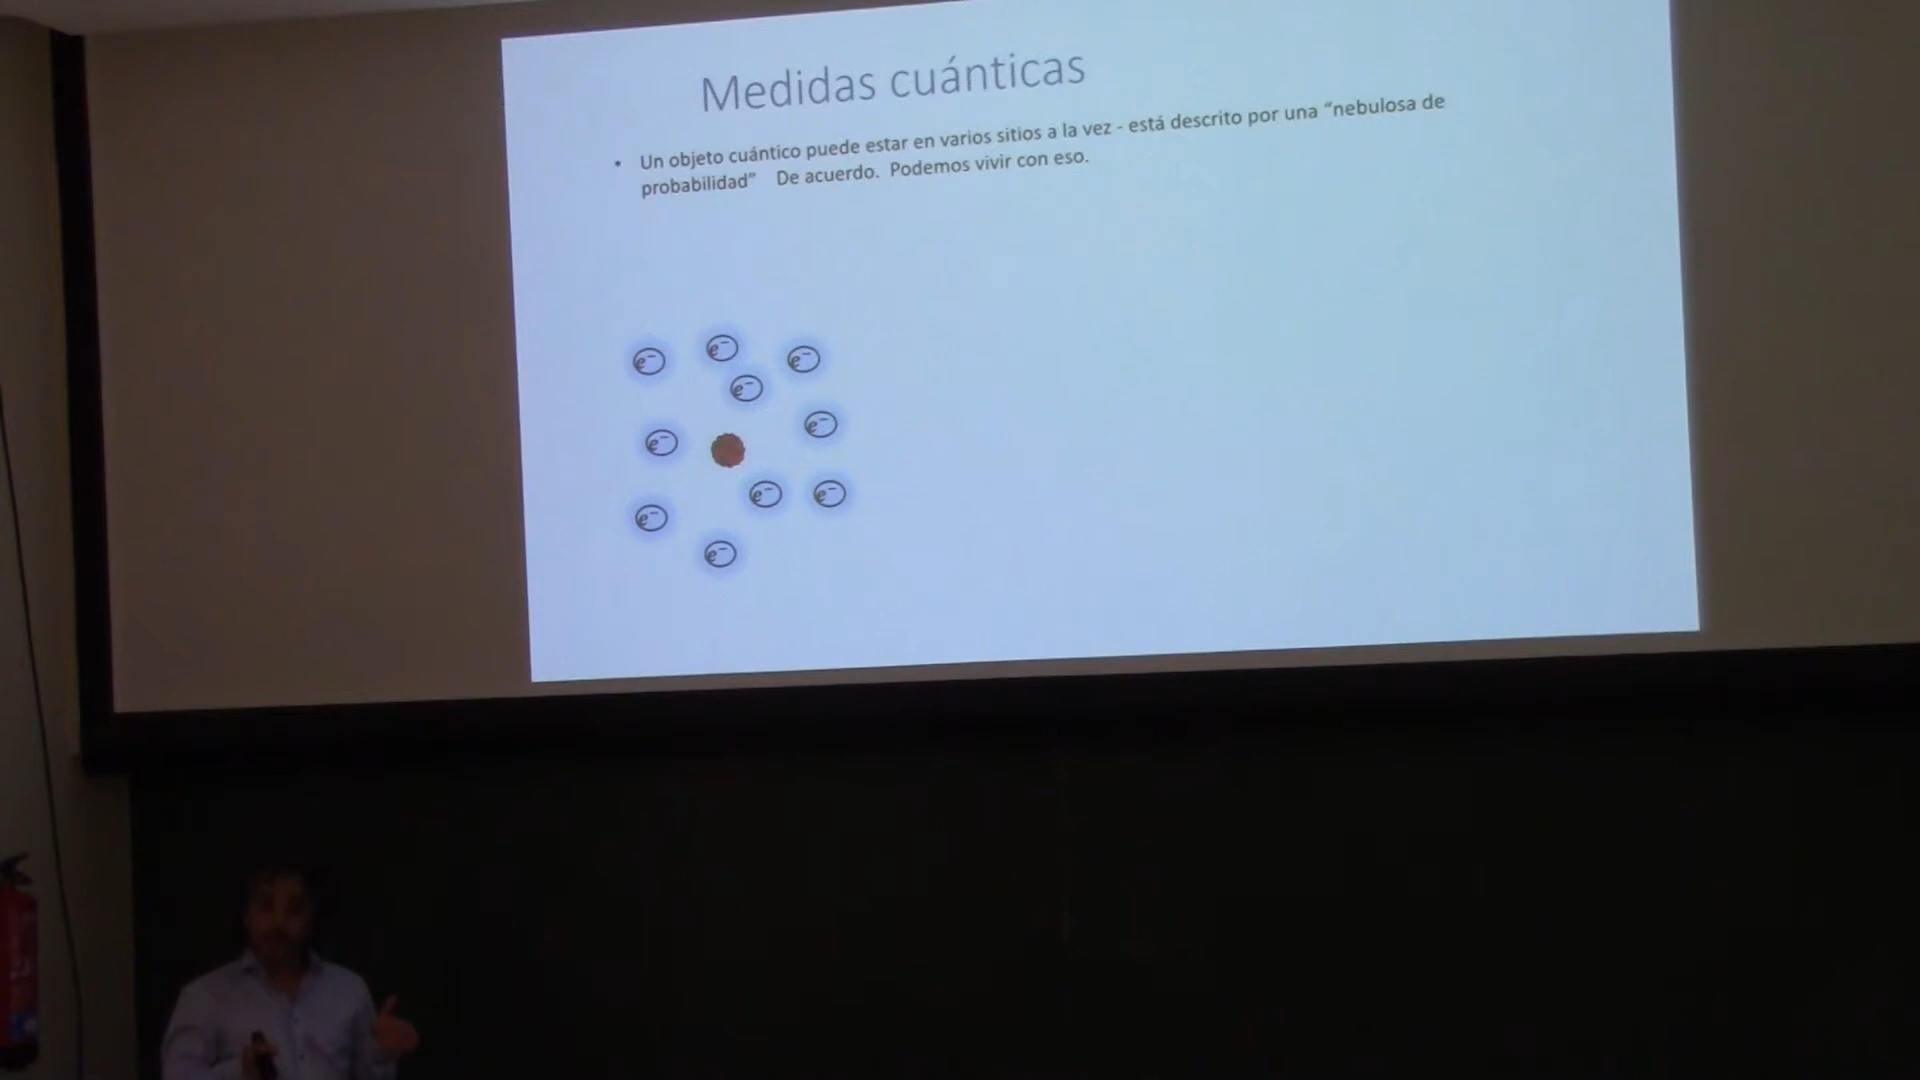 Medidas cuánticas
• Un objeto cuántico puede estar en varios sitios a la vez - está descrito por una “nebulosa de
probabilidad” De acuerdo. Podemos vivir con eso.
e⁻
e⁻
e⁻
e⁻
e⁻
e⁻
e⁻
e⁻
e⁻
e⁻